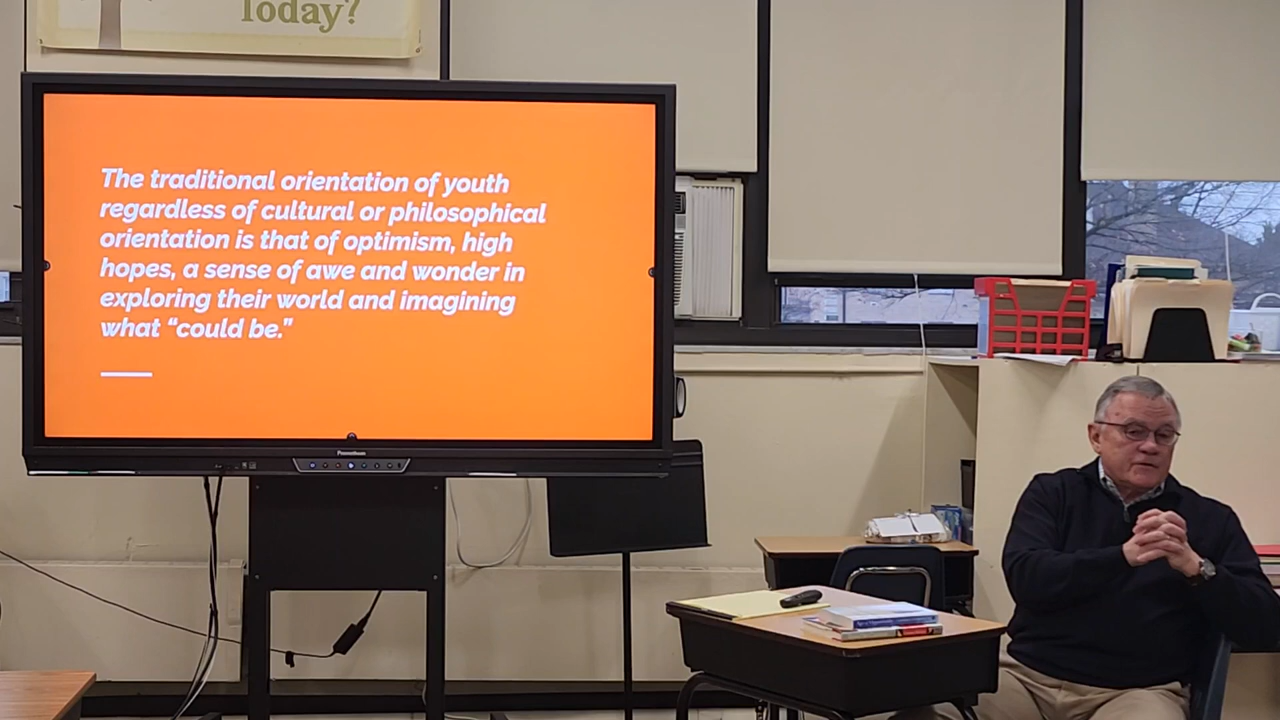 Today?
The traditional orientation of youth
regardless of cultural or philosophical
orientation is that of optimism, high
hopes, a sense of awe and wonder in
exploring their world and imagining
what “could be.”
Promethean